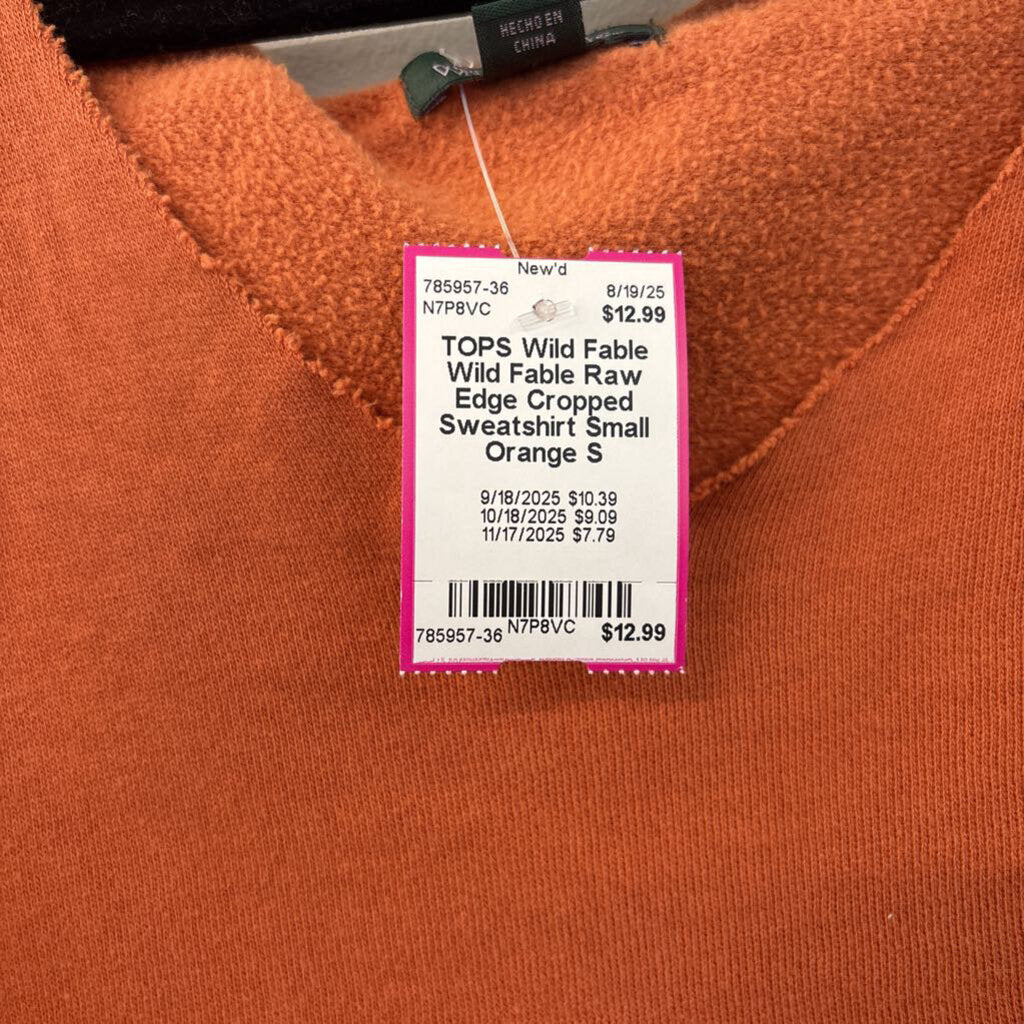 HECHO EN
CHINA
New'd
785957-36 8/19/25
N7P8VC $12.99
TOPS Wild Fable
Wild Fable Raw
Edge Cropped
Sweatshirt Small
Orange S
9/18/2025 $10.39
10/18/2025 $9.09
11/17/2025 $7.79
785957-36 N7P8VC $12.99